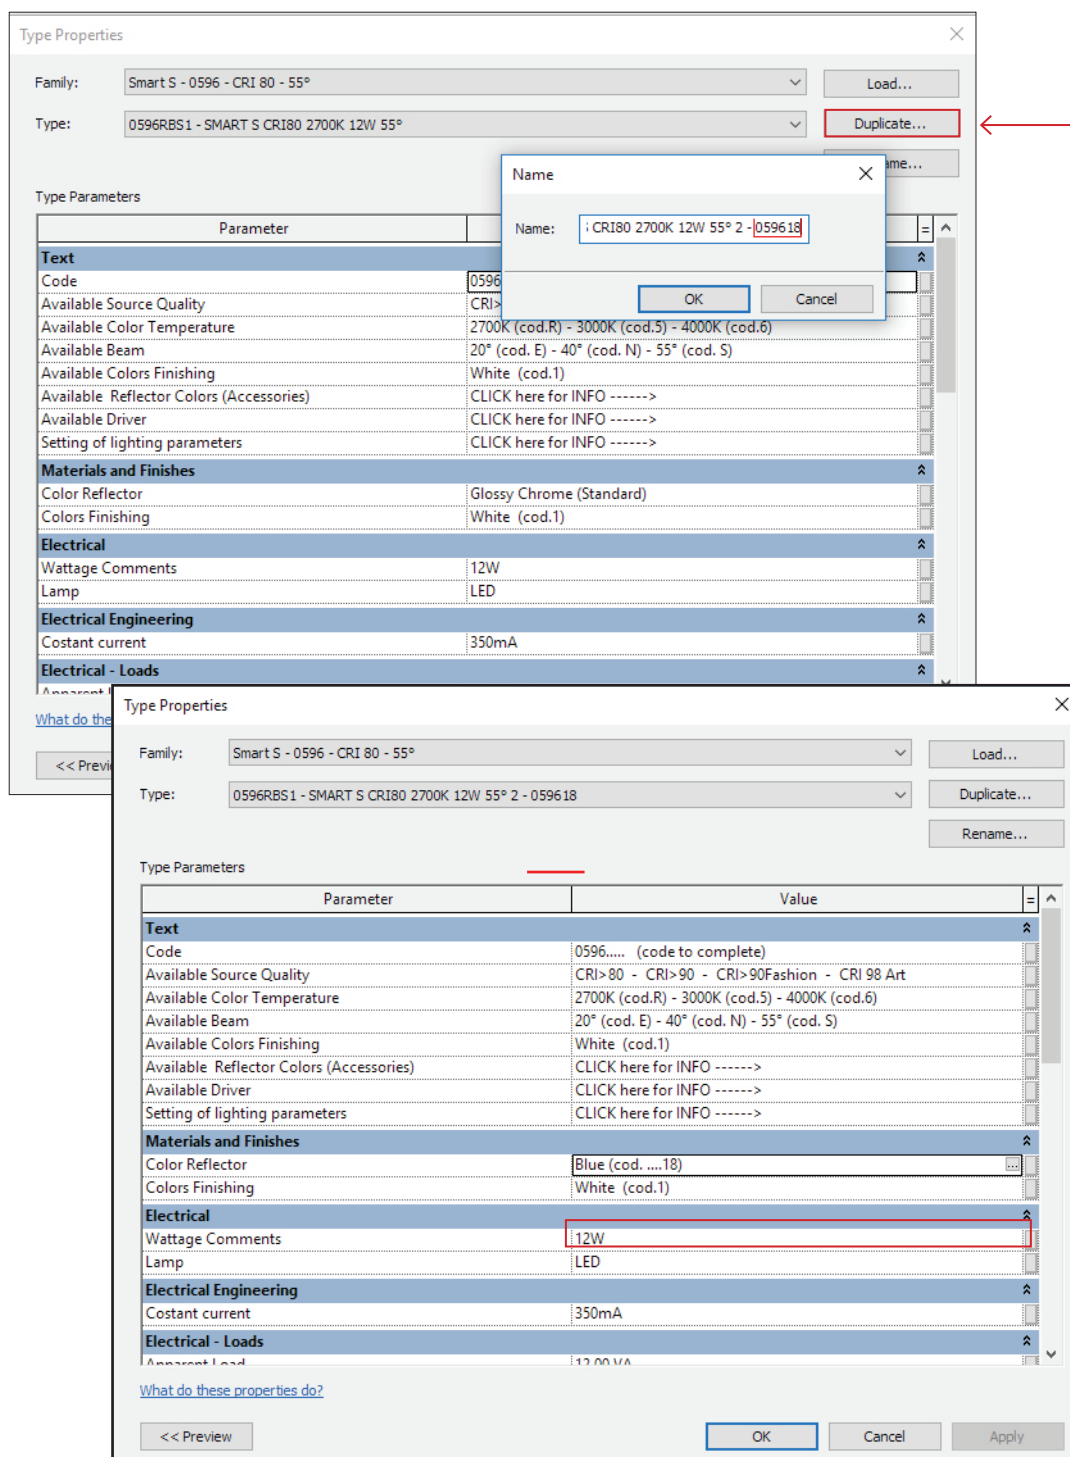 Type Properties
Family: Smart S - 0596 - CRI 80 - 55° Load...
Type: 0596RBS1 - SMART S CRI80 2700K 12W 55° Duplicate...
Name
Type Parameters
Parameter =
Name: CRI80 2700K 12W 55° 2 - 059618
OK Cancel
Text
Code 0596
Available Source Quality CRI>
Available Color Temperature 2700K (cod.R) - 3000K (cod.5) - 4000K (cod.6)
Available Beam 20° (cod. E) - 40° (cod. N) - 55° (cod. S)
Available Colors Finishing White (cod.1)
Available Reflector Colors (Accessories) CLICK here for INFO ------>
Available Driver CLICK here for INFO ------>
Setting of lighting parameters CLICK here for INFO ------>
Materials and Finishes
Color Reflector Glossy Chrome (Standard)
Colors Finishing White (cod.1)
Electrical
Wattage Comments 12W
Lamp LED
Electrical Engineering
Costant current 350mA
Electrical - Loads
What do the
<< Previ
Type Properties
Family: Smart S - 0596 - CRI 80 - 55° Load...
Type: 0596RBS1 - SMART S CRI80 2700K 12W 55° 2 - 059618 Duplicate...
Rename...
Type Parameters
Parameter Value =
Text
Code 0596..... (code to complete)
Available Source Quality CRI>80 - CRI>90 - CRI>90Fashion - CRI 98 Art
Available Color Temperature 2700K (cod.R) - 3000K (cod.5) - 4000K (cod.6)
Available Beam 20° (cod. E) - 40° (cod. N) - 55° (cod. S)
Available Colors Finishing White (cod.1)
Available Reflector Colors (Accessories) CLICK here for INFO ------>
Available Driver CLICK here for INFO ------>
Setting of lighting parameters CLICK here for INFO ------>
Materials and Finishes
Color Reflector Blue (cod. ....18) ...
Colors Finishing White (cod.1)
Electrical
Wattage Comments 12W
Lamp LED
Electrical Engineering
Costant current 350mA
Electrical - Loads
Apparent Load 12.00 VA
What do these properties do?
<< Preview OK Cancel Apply